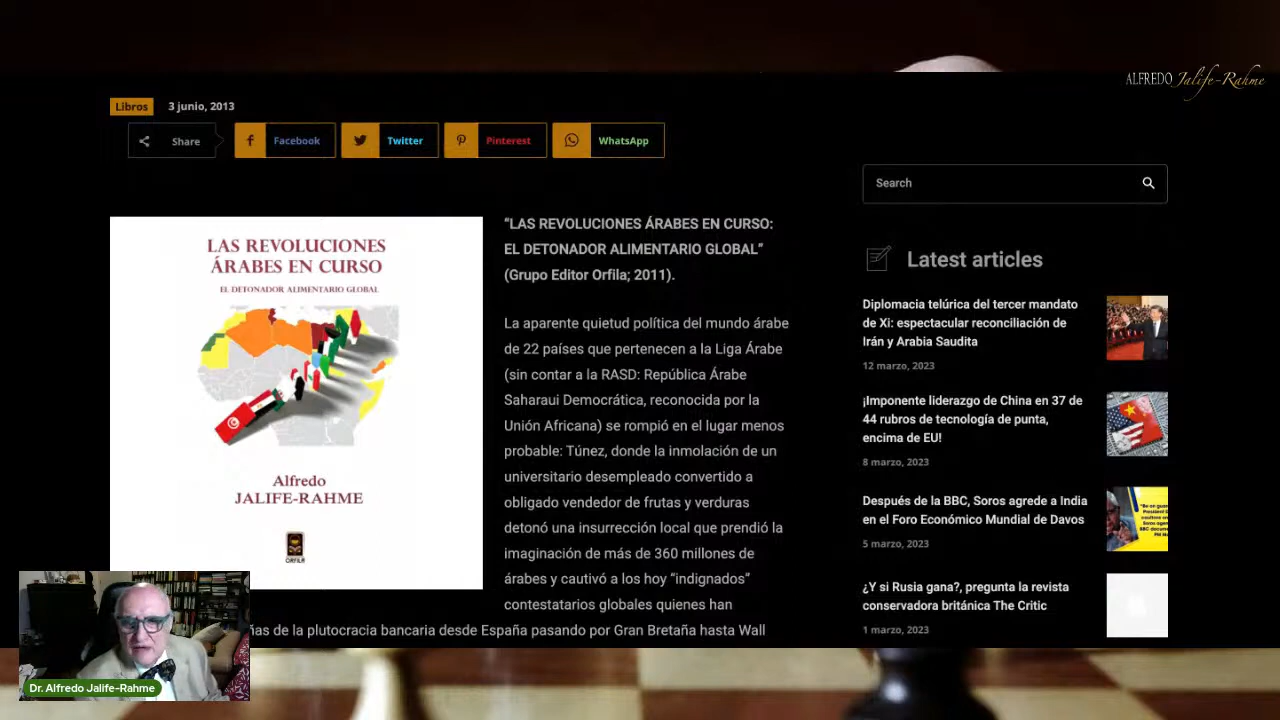 ALFREDO Jalife-Rahme
Libros
3 junio, 2013
Share
Facebook
Twitter
Pinterest
WhatsApp
Search
LAS REVOLUCIONES
ÁRABES EN CURSO
EL DETONADOR ALIMENTARIO GLOBAL
Alfredo
JALIFE-RAHME
ORFILA
“LAS REVOLUCIONES ÁRABES EN CURSO:
EL DETONADOR ALIMENTARIO GLOBAL”
(Grupo Editor Orfila; 2011).
La aparente quietud política del mundo árabe
de 22 países que pertenecen a la Liga Árabe
(sin contar a la RASD: República Árabe
Saharaui Democrática, reconocida por la
Unión Africana) se rompió en el lugar menos
probable: Túnez, donde la inmolación de un
universitario desempleado convertido a
obligado vendedor de frutas y verduras
detonó una insurrección local que prendió la
imaginación de más de 360 millones de
árabes y cautivó a los hoy “indignados”
contestatarios globales quienes han
de la plutocracia bancaria desde España pasando por Gran Bretaña hasta Wall
Latest articles
Diplomacia telúrica del tercer mandato
de Xi: espectacular reconciliación de
Irán y Arabia Saudita
12 marzo, 2023
¡Imponente liderazgo de China en 37 de
44 rubros de tecnología de punta,
encima de EU!
8 marzo, 2023
Después de la BBC, Soros agrede a India
en el Foro Económico Mundial de Davos
5 marzo, 2023
¿Y si Rusia gana?, pregunta la revista
conservadora británica The Critic
1 marzo, 2023
Dr. Alfredo Jalife-Rahme